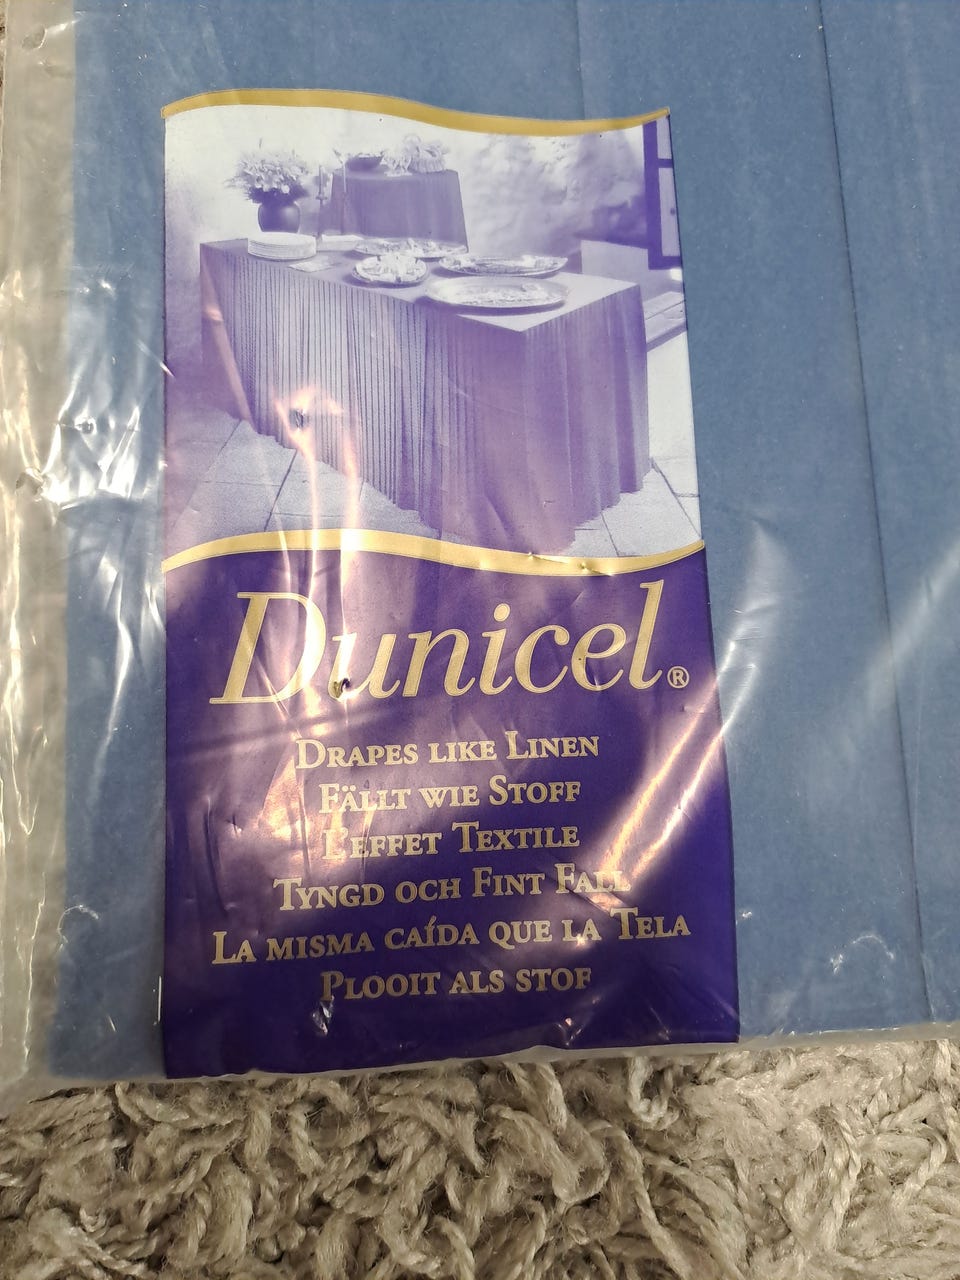 Dunicel®
Drapes like Linen
Fällt wie Stoff
L'effet Textile
Tyngd och Fint Fall
La misma caída que la Tela
Plooit als stof